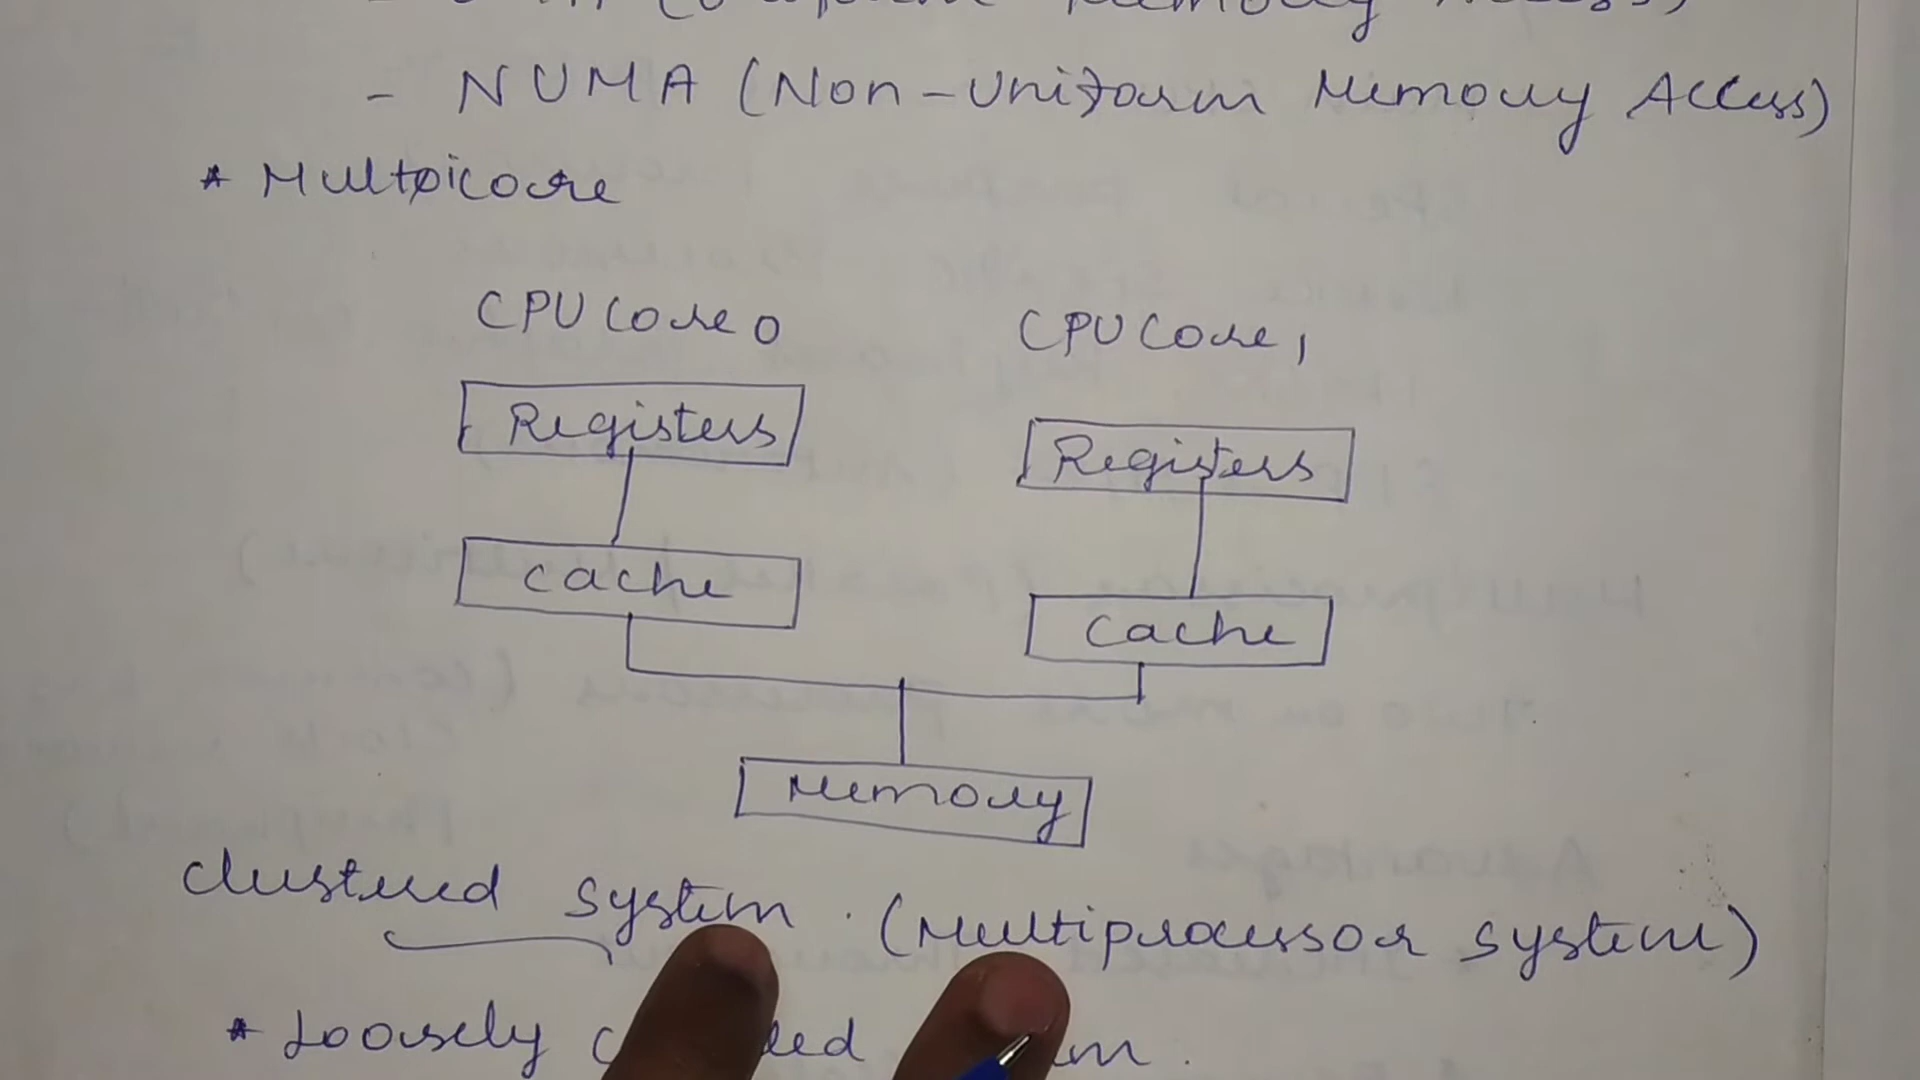 - NUMA (Non-Uniform Memory Access)
* Multicore
CPU Core 0
CPU Core 1
Registers
Registers
Cache
Cache
Memory
Clustered System. (Multiprocessor System)
* Loosely